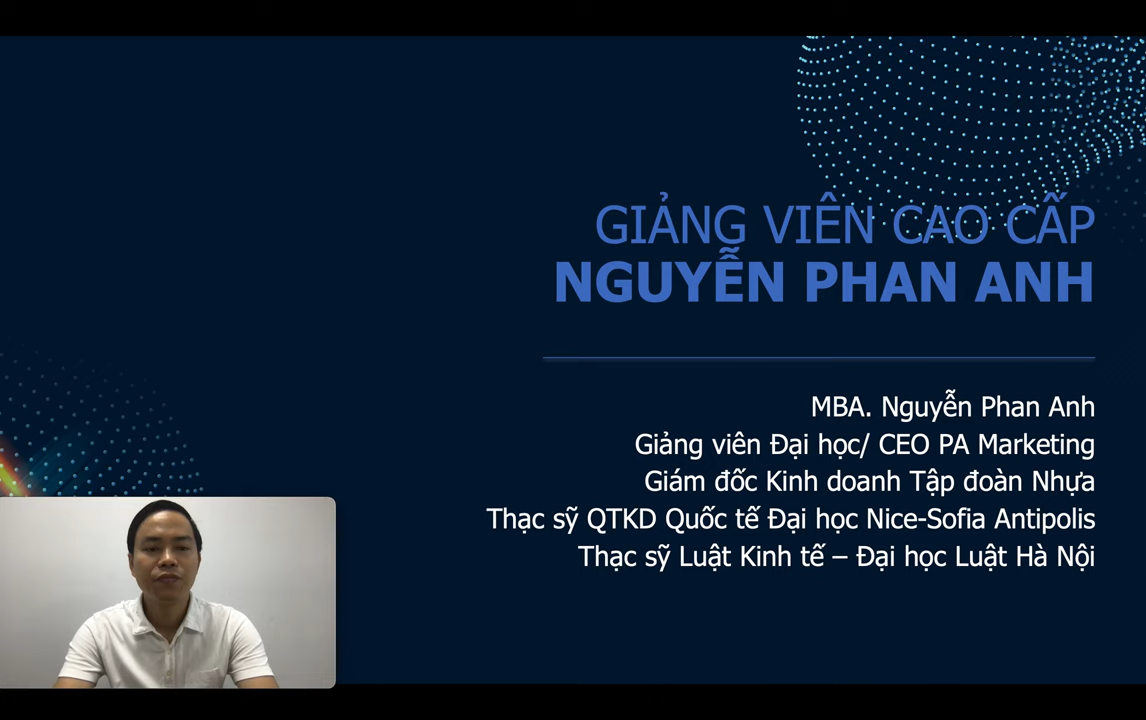 GIẢNG VIÊN CAO CẤP
NGUYỄN PHAN ANH
MBA. Nguyễn Phan Anh
Giảng viên Đại học/ CEO PA Marketing
Giám đốc Kinh doanh Tập đoàn Nhựa
Thạc sỹ QTKD Quốc tế Đại học Nice-Sofia Antipolis
Thạc sỹ Luật Kinh tế – Đại học Luật Hà Nội